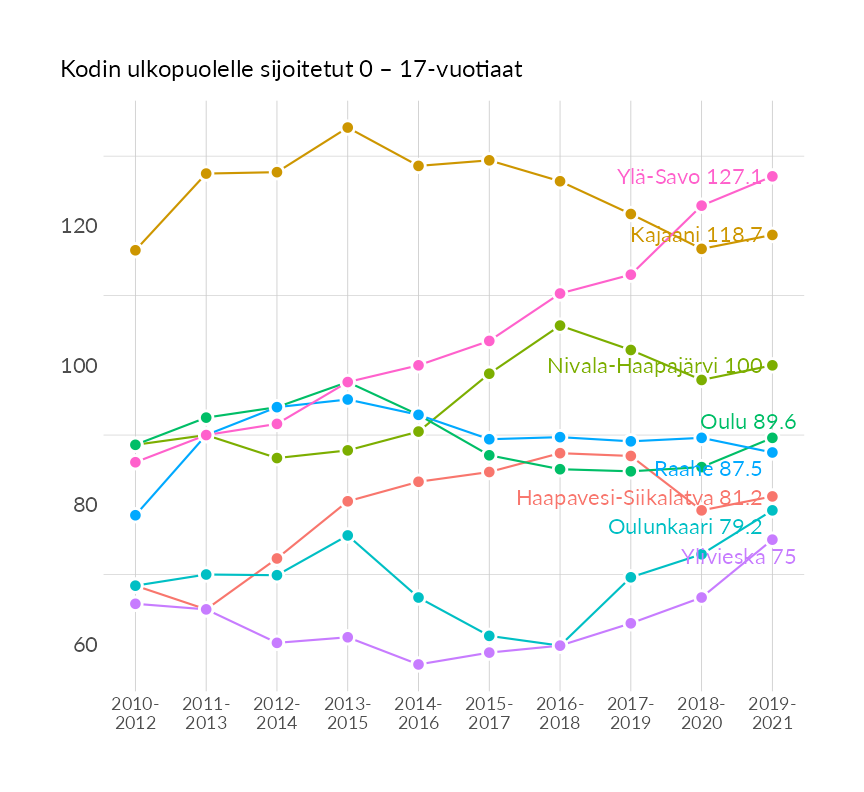 Kodin ulkopuolelle sijoitetut 0 – 17-vuotiaat
120
100
80
60
Ylä-Savo 127.1
Kajaani 118.7
Nivala-Haapajärvi 100
Oulu 89.6
Raahe 87.5
Haapavesi-Siikalatva 81.2
Oulunkaari 79.2
Ylivieska 75
2010-
2012
2011-
2013
2012-
2014
2013-
2015
2014-
2016
2015-
2017
2016-
2018
2017-
2019
2018-
2020
2019-
2021